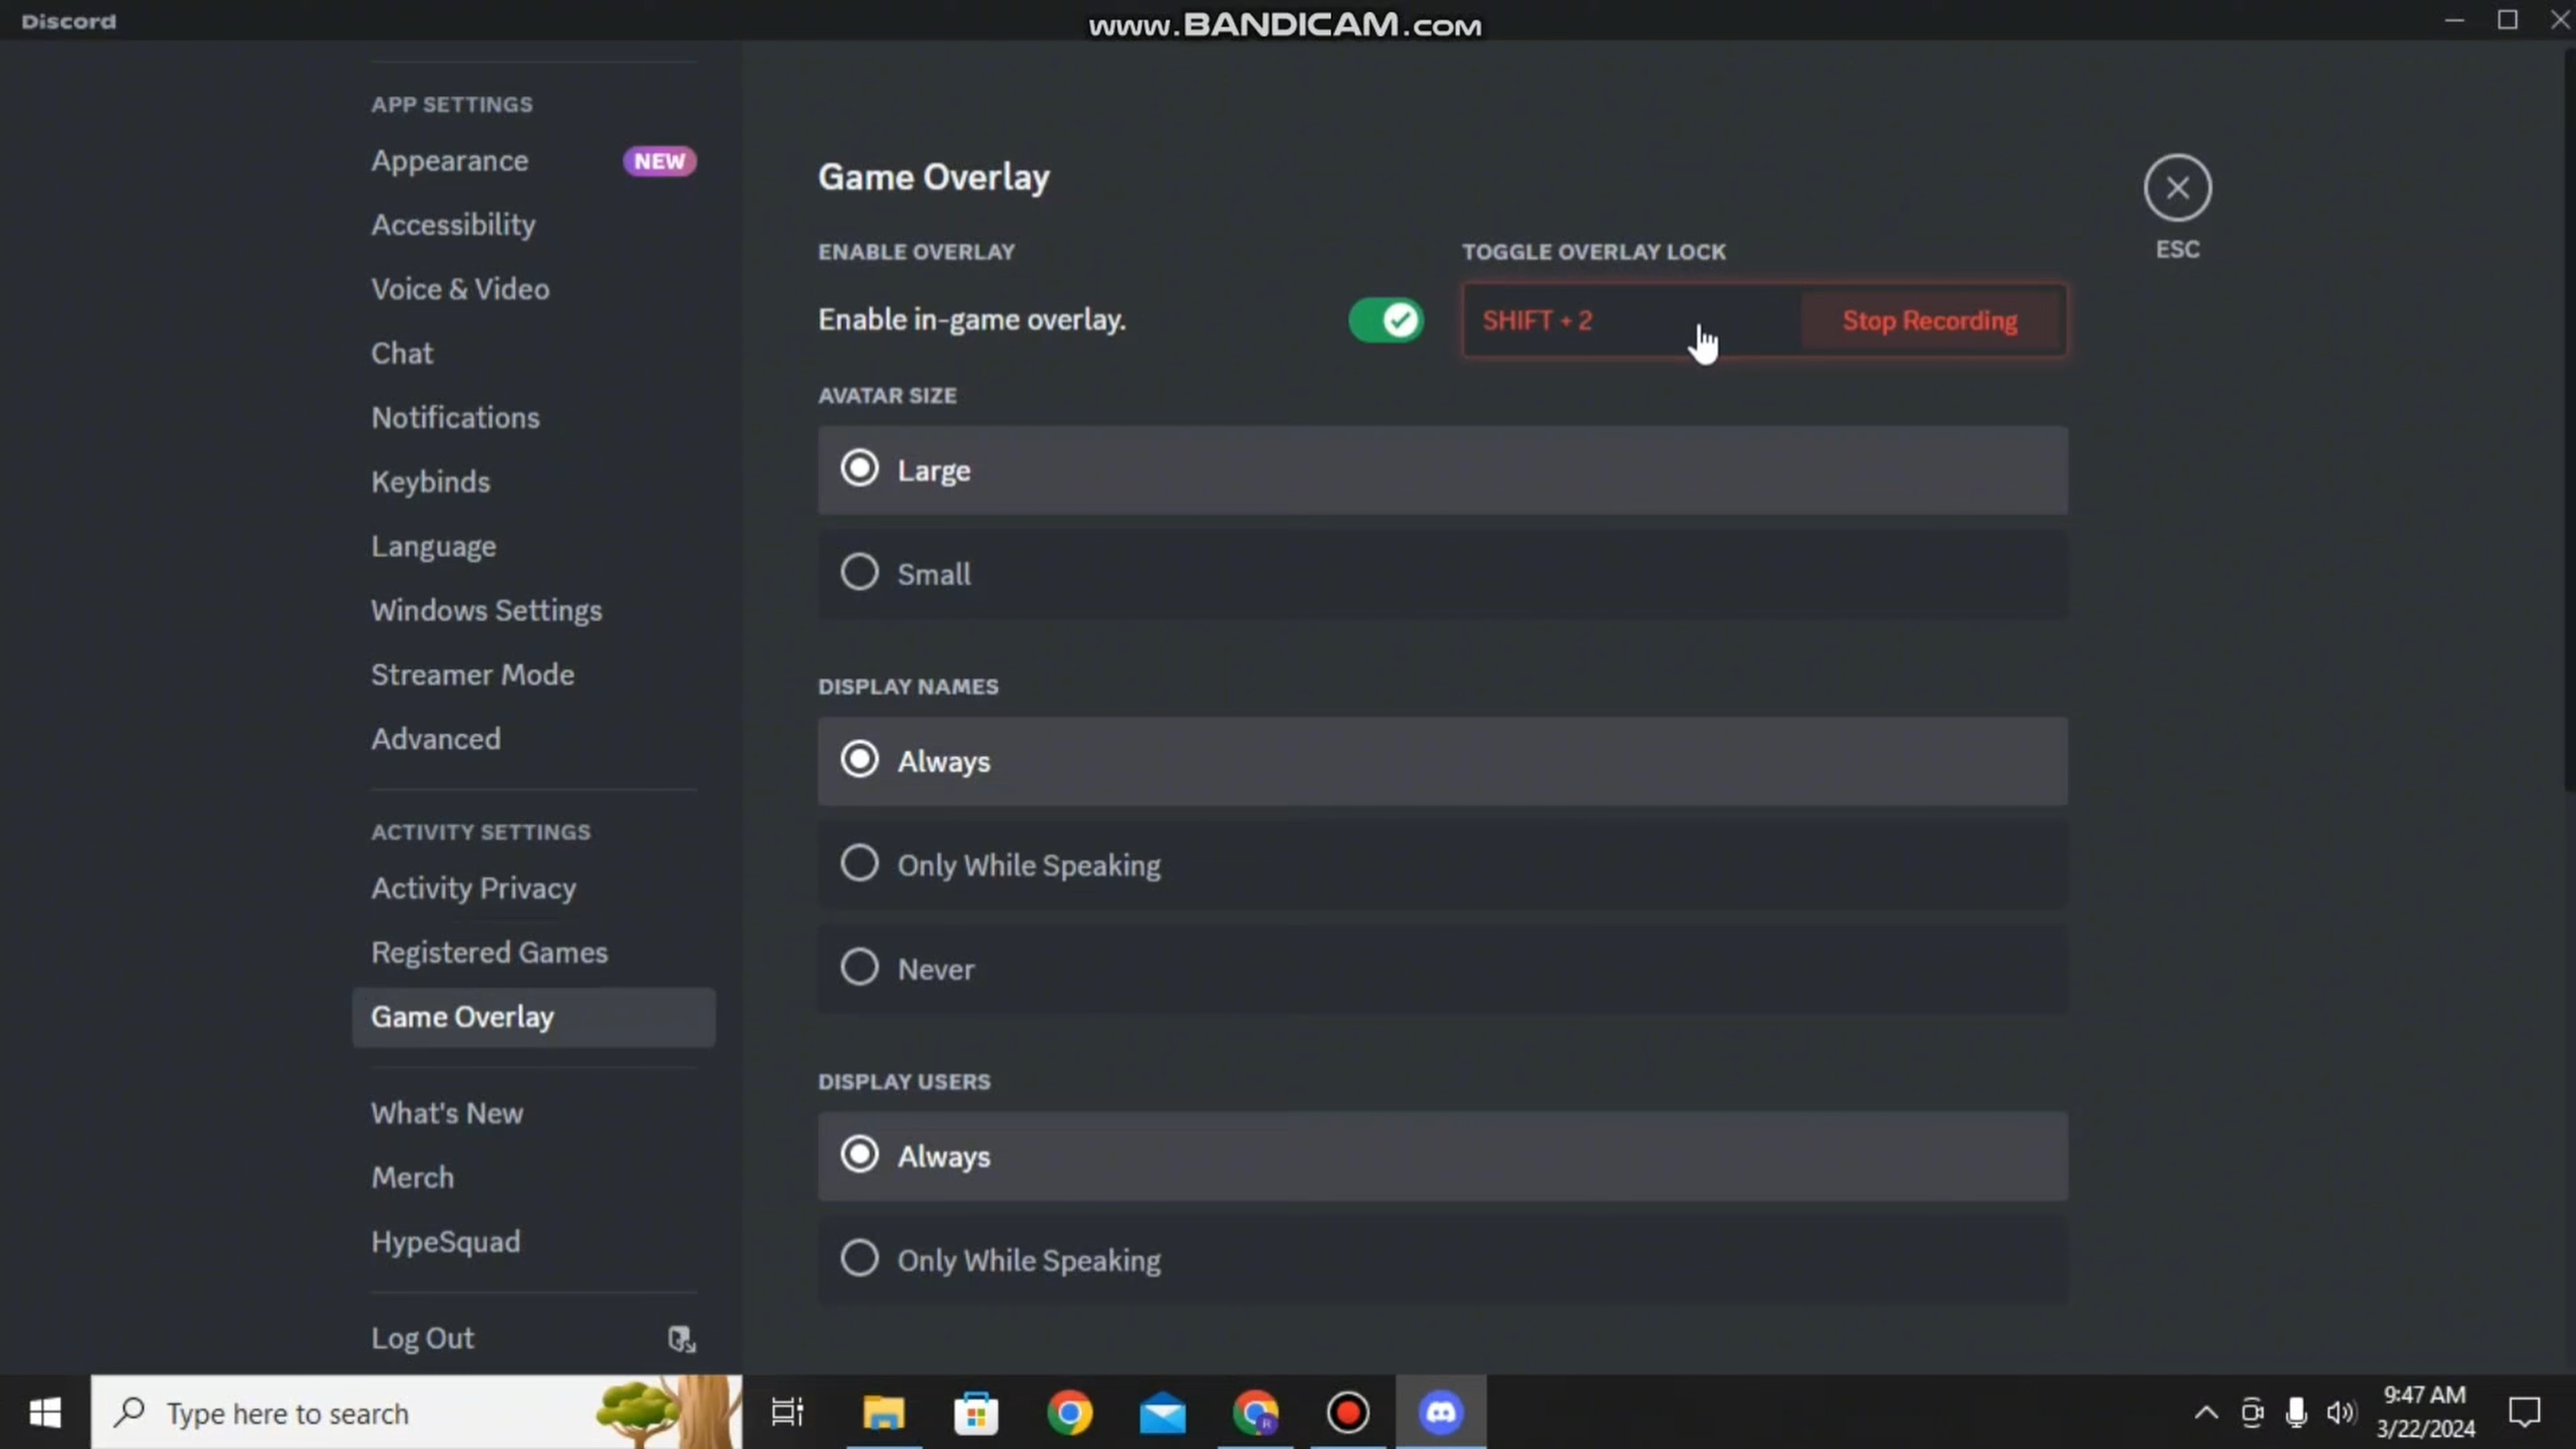 Discord
www.BANDICAM.com
APP SETTINGS
Appearance NEW
Accessibility
Voice & Video
Chat
Notifications
Keybinds
Language
Windows Settings
Streamer Mode
Advanced
ACTIVITY SETTINGS
Activity Privacy
Registered Games
Game Overlay
What's New
Merch
HypeSquad
Log Out
Game Overlay
ESC
ENABLE OVERLAY
Enable in-game overlay.
TOGGLE OVERLAY LOCK
SHIFT + 2 Stop Recording
AVATAR SIZE
Large
Small
DISPLAY NAMES
Always
Only While Speaking
Never
DISPLAY USERS
Always
Only While Speaking
Type here to search
R
9:47 AM
3/22/2024